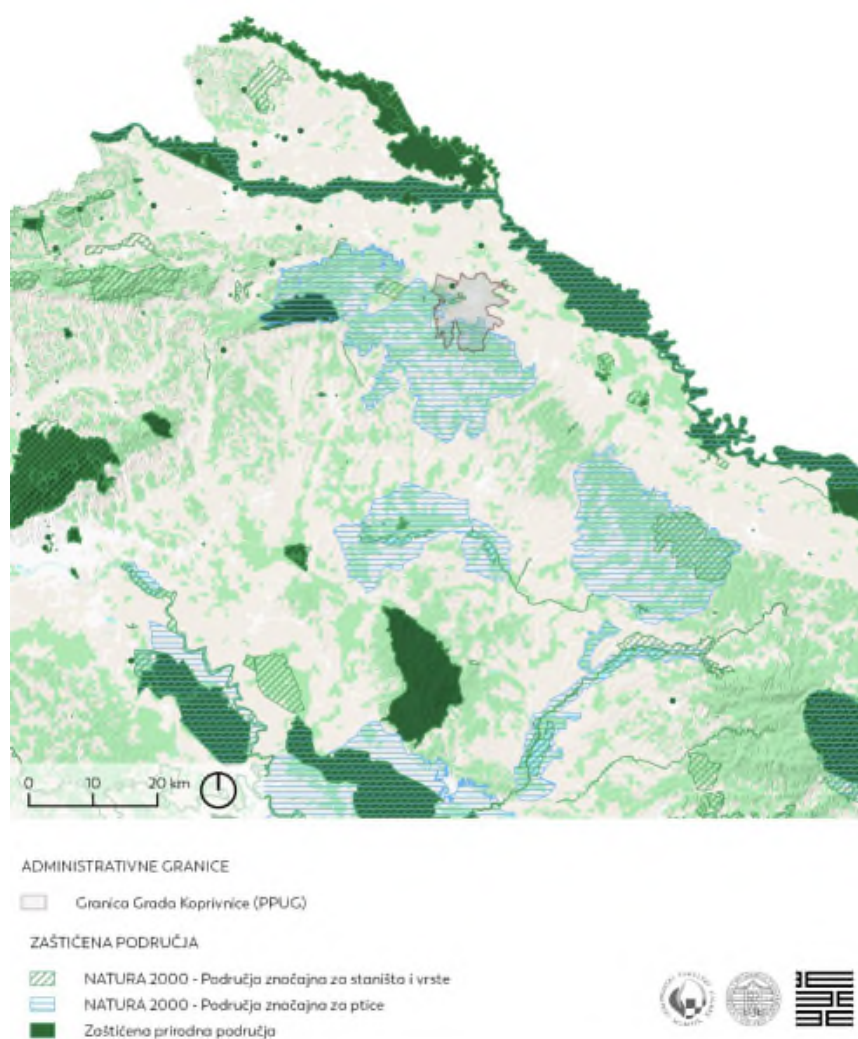 0 10 20 km
ADMINISTRATIVNE GRANICE
Granica Grada Koprivnice (PPUG)
ZAŠTIĆENA PODRUČJA
NATURA 2000 - Područja značajna za staništa i vrste
NATURA 2000 - Područja značajna za ptice
Zaštićena prirodna područja